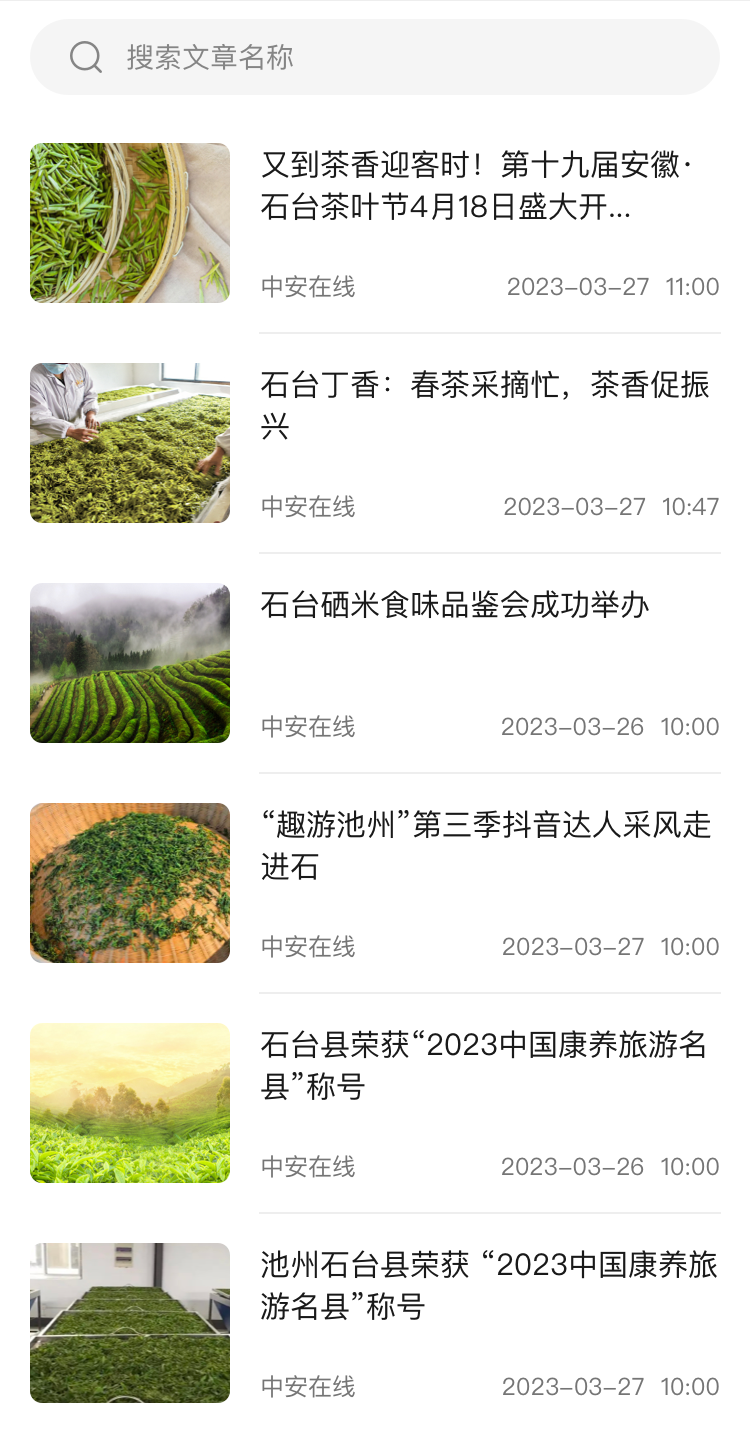 搜索文章名称
又到茶香迎客时！第十九届安徽·
石台茶叶节4月18日盛大开...
中安在线 2023-03-27 11:00
石台丁香：春茶采摘忙，茶香促振
兴
中安在线 2023-03-27 10:47
石台硒米食味品鉴会成功举办
中安在线 2023-03-26 10:00
“趣游池州”第三季抖音达人采风走
进石
中安在线 2023-03-27 10:00
石台县荣获“2023中国康养旅游名
县”称号
中安在线 2023-03-26 10:00
池州石台县荣获 “2023中国康养旅
游名县”称号
中安在线 2023-03-27 10:00